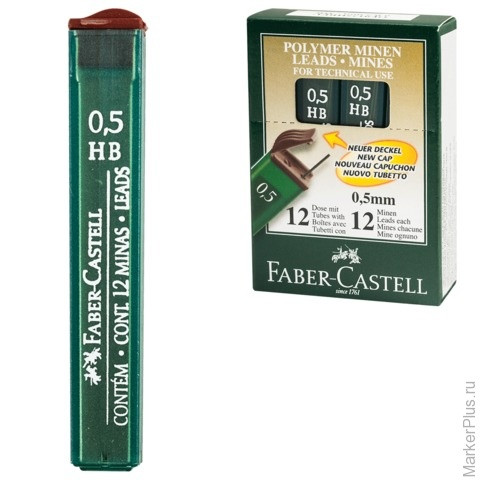 0,5
HB
FABER-CASTELL
CONTÉM • CONT. 12 MINAS • LEADS
POLYMER MINEN
LEADS • MINES
FOR TECHNICAL USE
0,5
HB
0,5
HB
NEUER DECKEL
NEW CAP
NOUVEAU CAPUCHON
NUOVO TUBETTO
0,5
0,5mm
12 Dose mit
Tubes with
Boîtes avec
Tubetti con
12 Minen
Leads each
Mines chacune
Mine ognuno
FABER-CASTELL
since 1761
MarkerPlus.ru